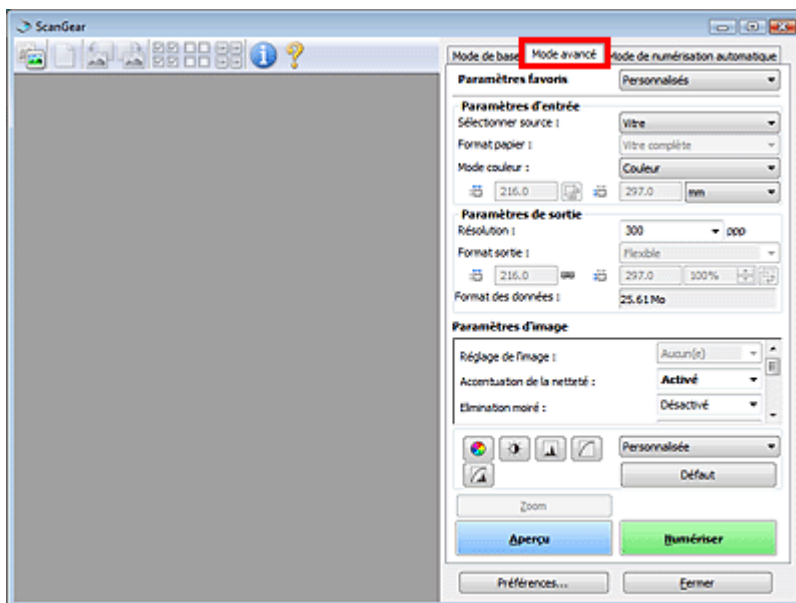 ScanGear
Mode de base Mode avancé Mode de numérisation automatique
Paramètres favoris Personnalisés
Paramètres d'entrée
Sélectionner source : Vitre
Format papier : Vitre complète
Mode couleur : Couleur
216.0 297.0 mm
Paramètres de sortie
Résolution : 300 ppp
Format sortie : Flexible
216.0 297.0 100%
Format des données : 25.61 Mo
Paramètres d'image
Réglage de l'image : Aucun(e)
Accentuation de la netteté : Activé
Elimination moiré : Désactivé
Personnalisée
Défaut
Zoom
Aperçu Numériser
Préférences... Fermer